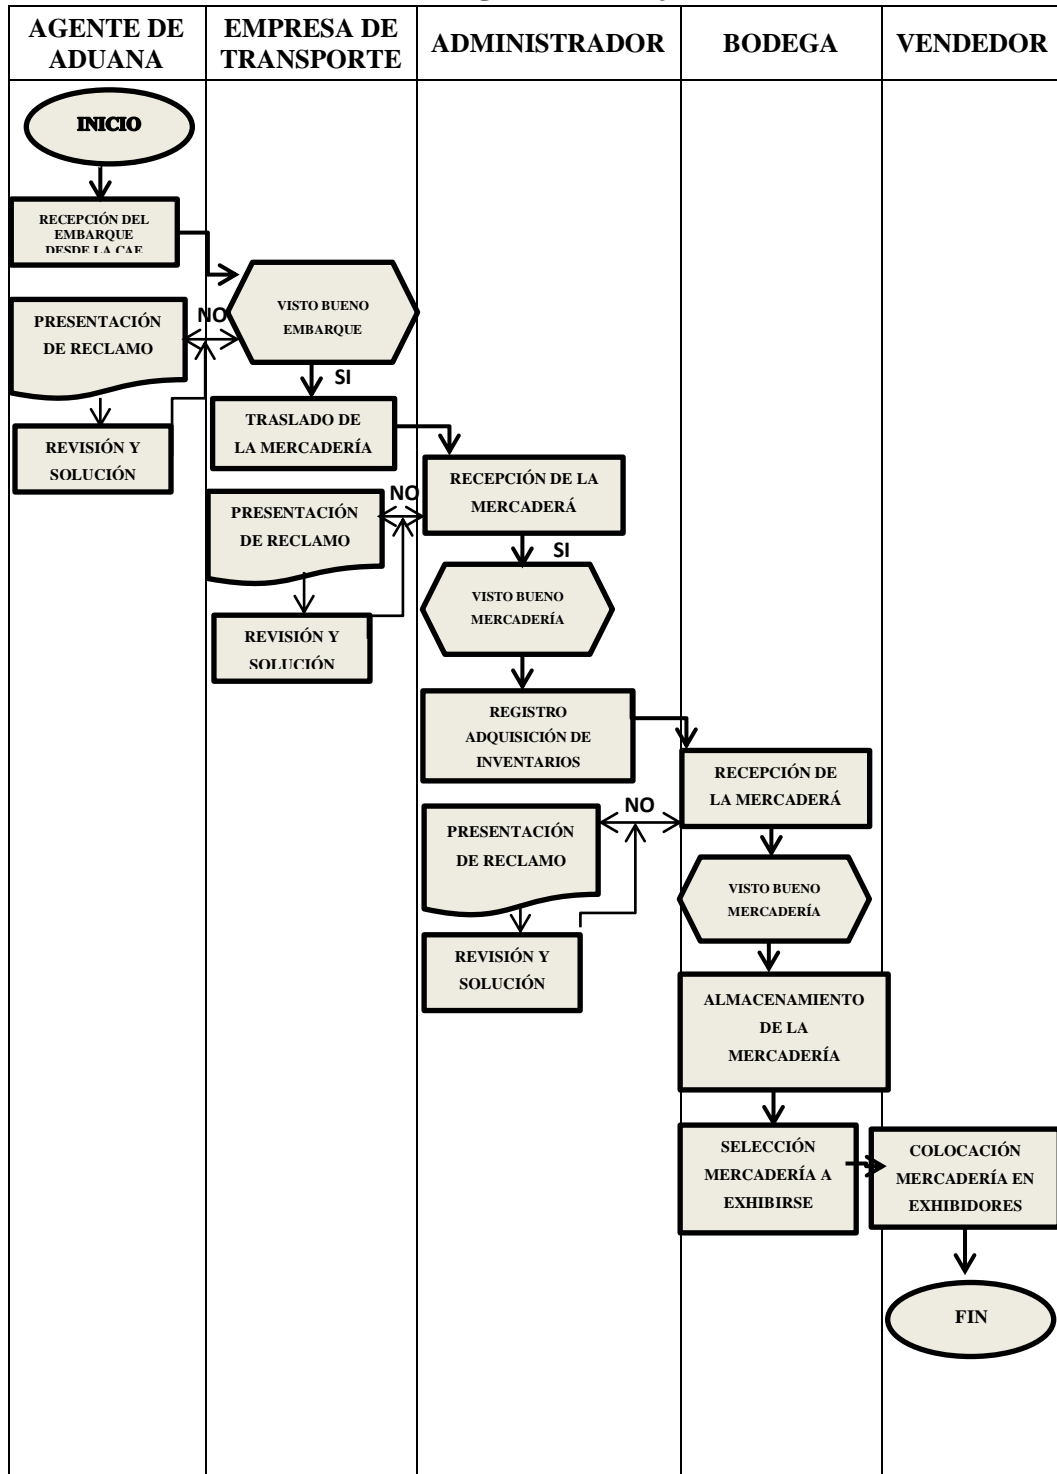 AGENTE DE
ADUANA
EMPRESA DE
TRANSPORTE
ADMINISTRADOR
BODEGA
VENDEDOR
INICIO
RECEPCIÓN DEL
EMBARQUE
DESDE LA CAE
VISTO BUENO
EMBARQUE
NO
PRESENTACIÓN
DE RECLAMO
SI
REVISIÓN Y
SOLUCIÓN
TRASLADO DE
LA MERCADERÍA
RECEPCIÓN DE LA
MERCADERÁ
NO
PRESENTACIÓN
DE RECLAMO
SI
VISTO BUENO
MERCADERÍA
REVISIÓN Y
SOLUCIÓN
REGISTRO
ADQUISICIÓN DE
INVENTARIOS
RECEPCIÓN DE
LA MERCADERÁ
NO
PRESENTACIÓN
DE RECLAMO
VISTO BUENO
MERCADERÍA
REVISIÓN Y
SOLUCIÓN
ALMACENAMIENTO
DE LA
MERCADERÍA
SELECCIÓN
MERCADERÍA A
EXHIBIRSE
COLOCACIÓN
MERCADERÍA EN
EXHIBIDORES
FIN